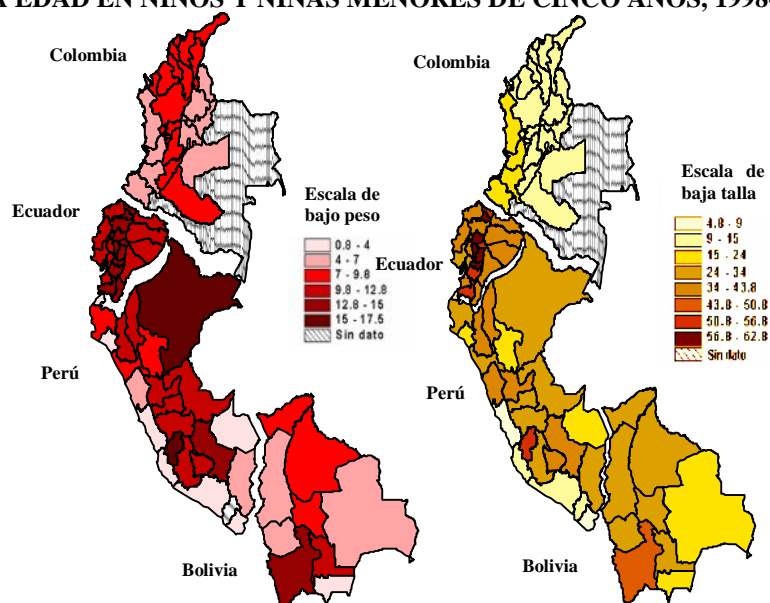 A EDAD EN NIÑOS Y NIÑAS MENORES DE CINCO AÑOS, 1998
Colombia
Ecuador
Perú
Bolivia
Escala de
bajo peso
0.8 - 4
4 - 7
7 - 9.8
9.8 - 12.8
12.8 - 15
15 - 17.5
Sin dato
Colombia
Ecuador
Perú
Bolivia
Escala de
baja talla
4.8 - 9
9 - 15
15 - 24
24 - 34
34 - 43.8
43.8 - 50.8
50.8 - 56.8
56.8 - 62.8
Sin dato